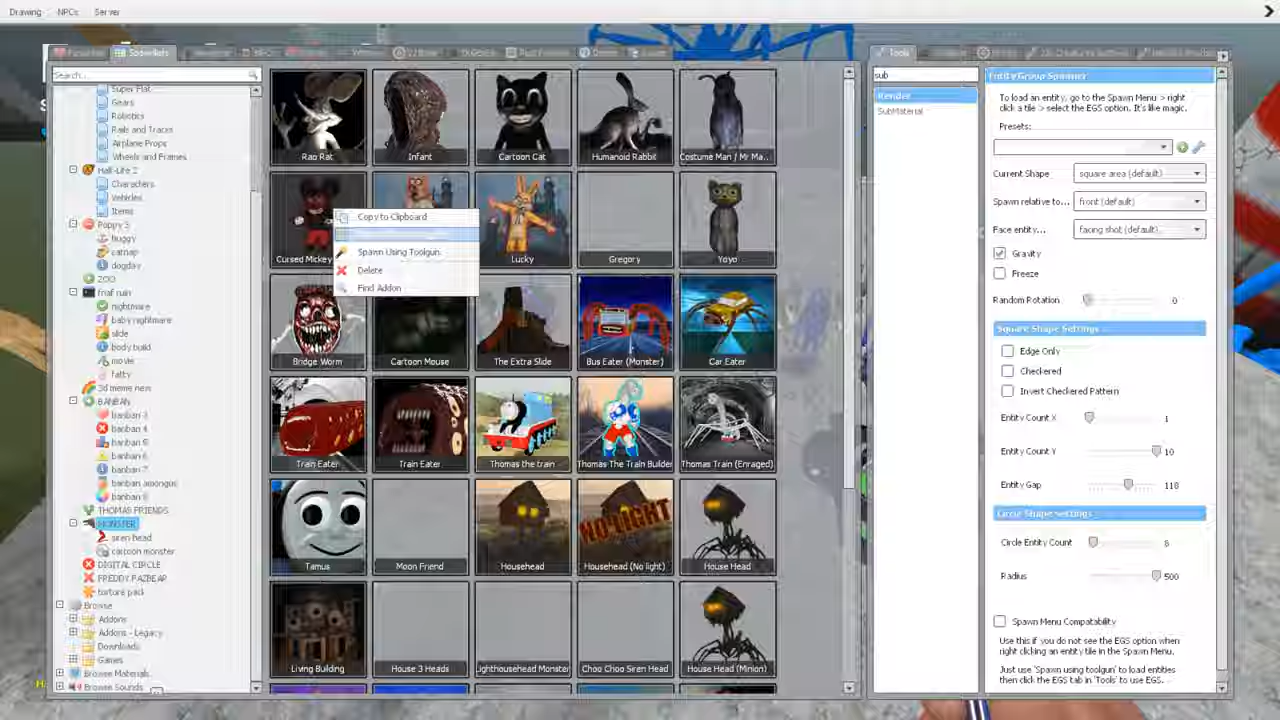 Drawing NPCs Server
Spawnlists
Tools
Search...
Super Flat
Gears
Robotics
Rails and Traces
Airplane Props
Wheels and Frames
Half-Life 2
Characters
Vehicles
Items
Poppy 3
huggy
catnap
dogday
ZOO
fnaf ruin
nightmare
baby nightmare
slide
body build
movie
fatty
3d meme new
BANBAN
banban 3
banban 4
banban 5
banban 6
banban 7
banban amongus
banban 8
THOMAS FRIENDS
MONSTER
siren head
cartoon monster
DIGITAL CIRCLE
FREDDY FAZBEAR
torture pack
Browse
Addons
Addons - Legacy
Downloads
Games
Browse Materials
Browse Sounds
Rao Rat
Infant
Cartoon Cat
Humanoid Rabbit
Costume Man / Mr Ma...
Cursed Mickey
Lucky
Gregory
Yoyo
Copy to Clipboard
Spawn Using Toolgun
Delete
Find Addon
Bridge Worm
Cartoon Mouse
The Extra Slide
Bus Eater (Monster)
Car Eater
Train Eater
Train Eater
Thomas the train
Thomas The Train Builder
Thomas Train (Enraged)
Tamus
Moon Friend
Househead
NO LIGHT
Househead (No light)
House Head
Living Building
House 3 Heads
Lighthousehead Monster
Choo Choo Siren Head
House Head (Minion)
sub
Render
SubMaterial
Entity Group Spawner
To load an entity, go to the Spawn Menu > right
click a tile > select the EGS option. It's like magic.
Presets:
Current Shape square area (default)
Spawn relative to... front (default)
Face entity... facing shot (default)...
Gravity
Freeze
Random Rotation 0
Square Shape Settings
Edge Only
Checkered
Invert Checkered Pattern
Entity Count X 1
Entity Count Y 10
Entity Gap 118
Circle Shape Settings
Circle Entity Count 8
Radius 500
Spawn Menu Compatability
Use this if you do not see the EGS option when
right clicking an entity tile in the Spawn Menu.
Just use 'Spawn using toolgun' to load entities
then click the EGS tab in 'Tools' to use EGS.